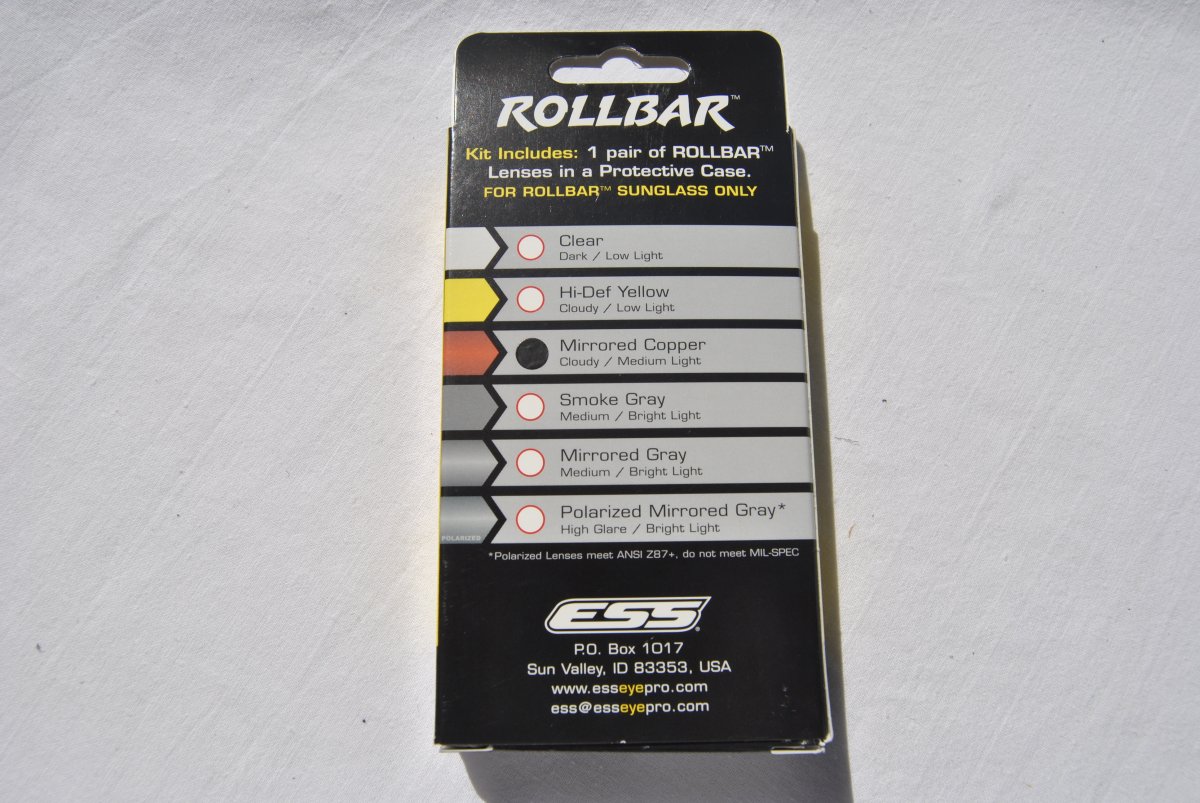 ROLLBAR™
Kit Includes: 1 pair of ROLLBAR™
Lenses in a Protective Case.
FOR ROLLBAR™ SUNGLASS ONLY
Clear
Dark / Low Light
Hi-Def Yellow
Cloudy / Low Light
Mirrored Copper
Cloudy / Medium Light
Smoke Gray
Medium / Bright Light
Mirrored Gray
Medium / Bright Light
Polarized Mirrored Gray*
High Glare / Bright Light
POLARIZED
*Polarized Lenses meet ANSI Z87+, do not meet MIL-SPEC
ESS®
P.O. Box 1017
Sun Valley, ID 83353, USA
www.esseyepro.com
ess@esseyepro.com